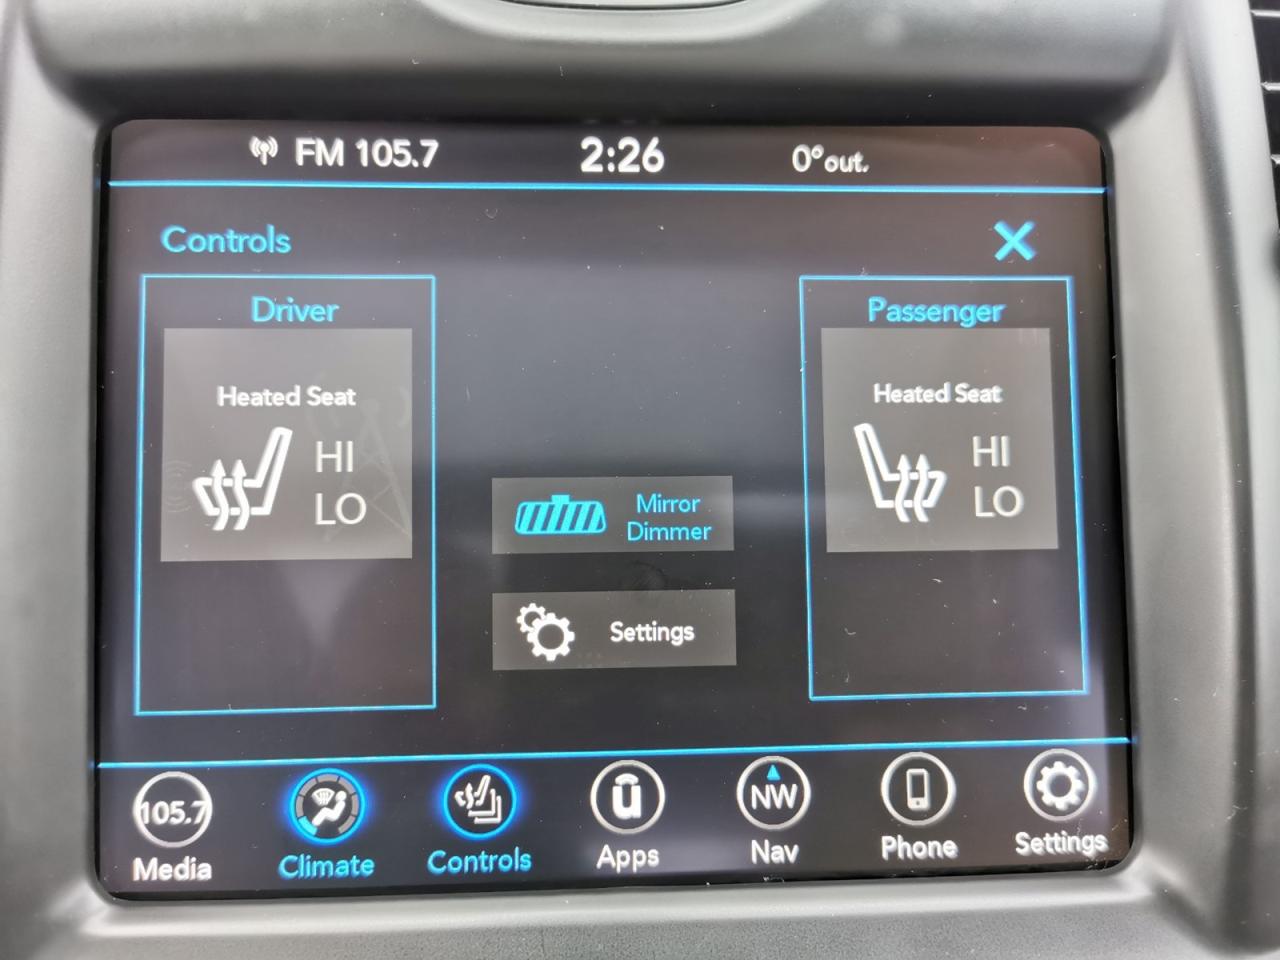 FM 105.7
2:26
0° out.
Controls
X
Driver
Heated Seat
HI
LO
Mirror
Dimmer
Settings
Passenger
Heated Seat
HI
LO
105.7
Media
Climate
Controls
u
Apps
NW
Nav
Phone
Settings